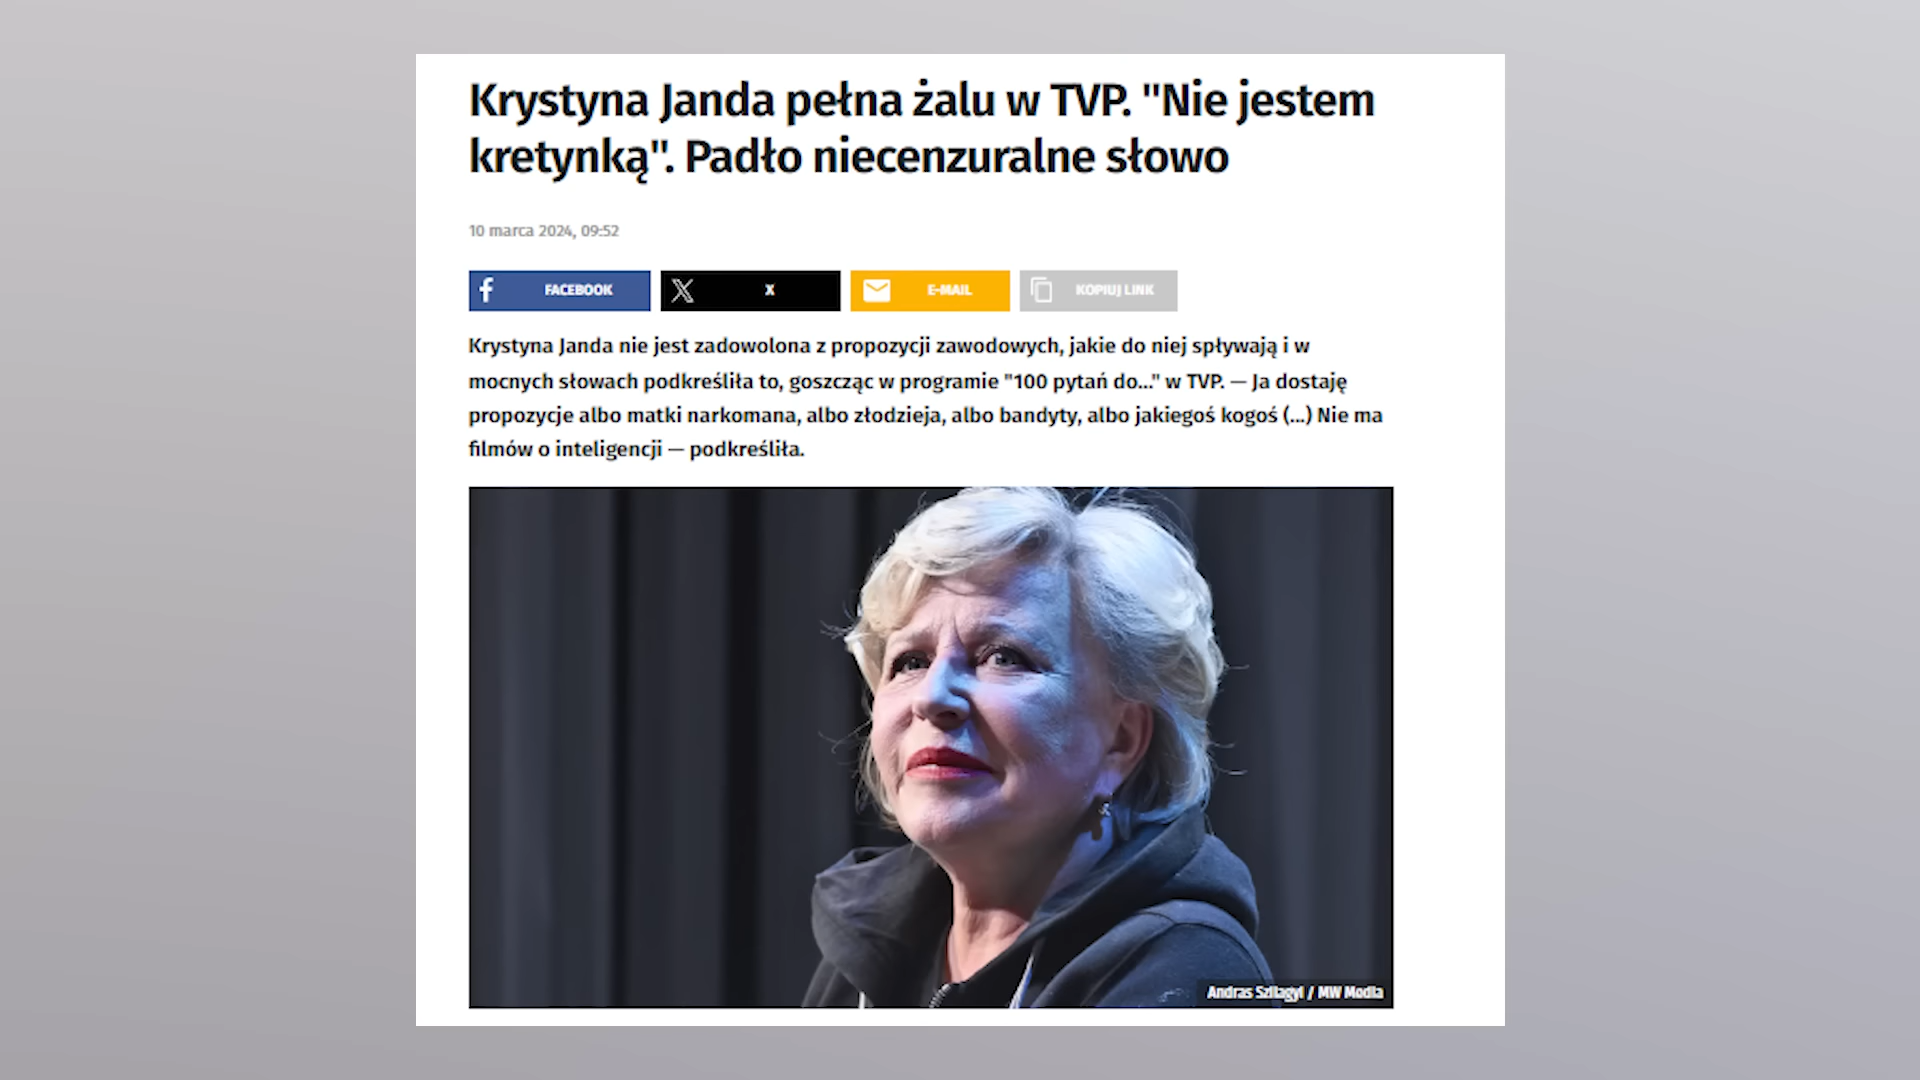 Krystyna Janda pełna żalu w TVP. "Nie jestem
kretynką". Padło niecenzuralne słowo
10 marca 2024, 09:52
FACEBOOK
X
E-MAIL
KOPIUJ LINK
Krystyna Janda nie jest zadowolona z propozycji zawodowych, jakie do niej spływają i w
mocnych słowach podkreśliła to, goszcząc w programie "100 pytań do..." w TVP. — Ja dostaję
propozycje albo matki narkomana, albo złodzieja, albo bandyty, albo jakiegoś kogoś (...) Nie ma
filmów o inteligencji — podkreśliła.
Andras Szilagyi / MW Media